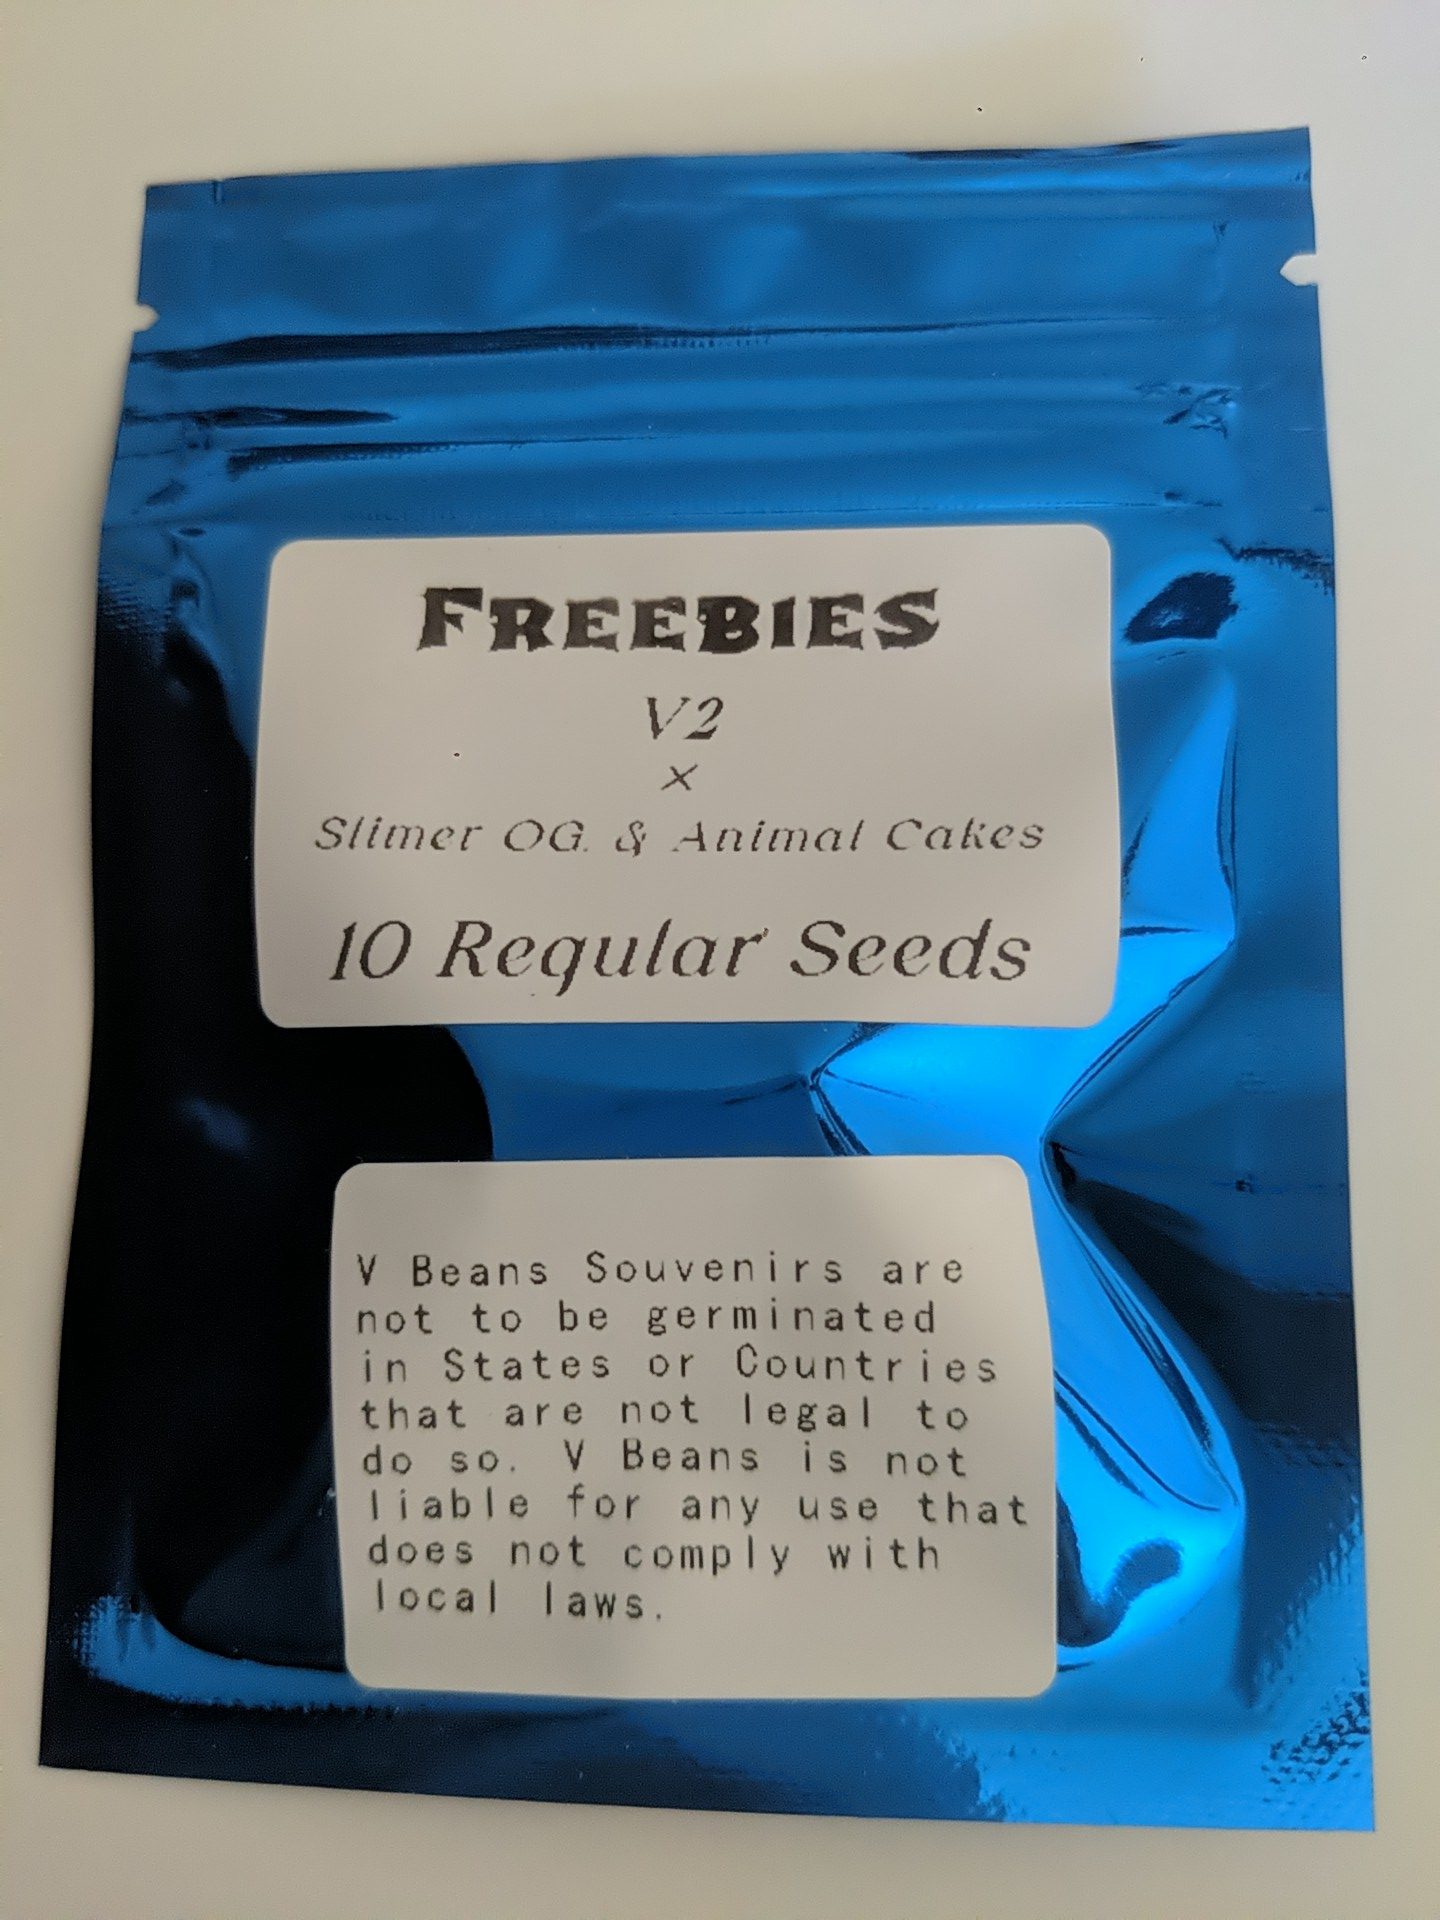 FREEBIES
V2
x
Slimer OG. & Animal Cakes
10 Regular Seeds
V Beans Souvenirs are
not to be germinated
in States or Countries
that are not legal to
do so. V Beans is not
liable for any use that
does not comply with
local laws.